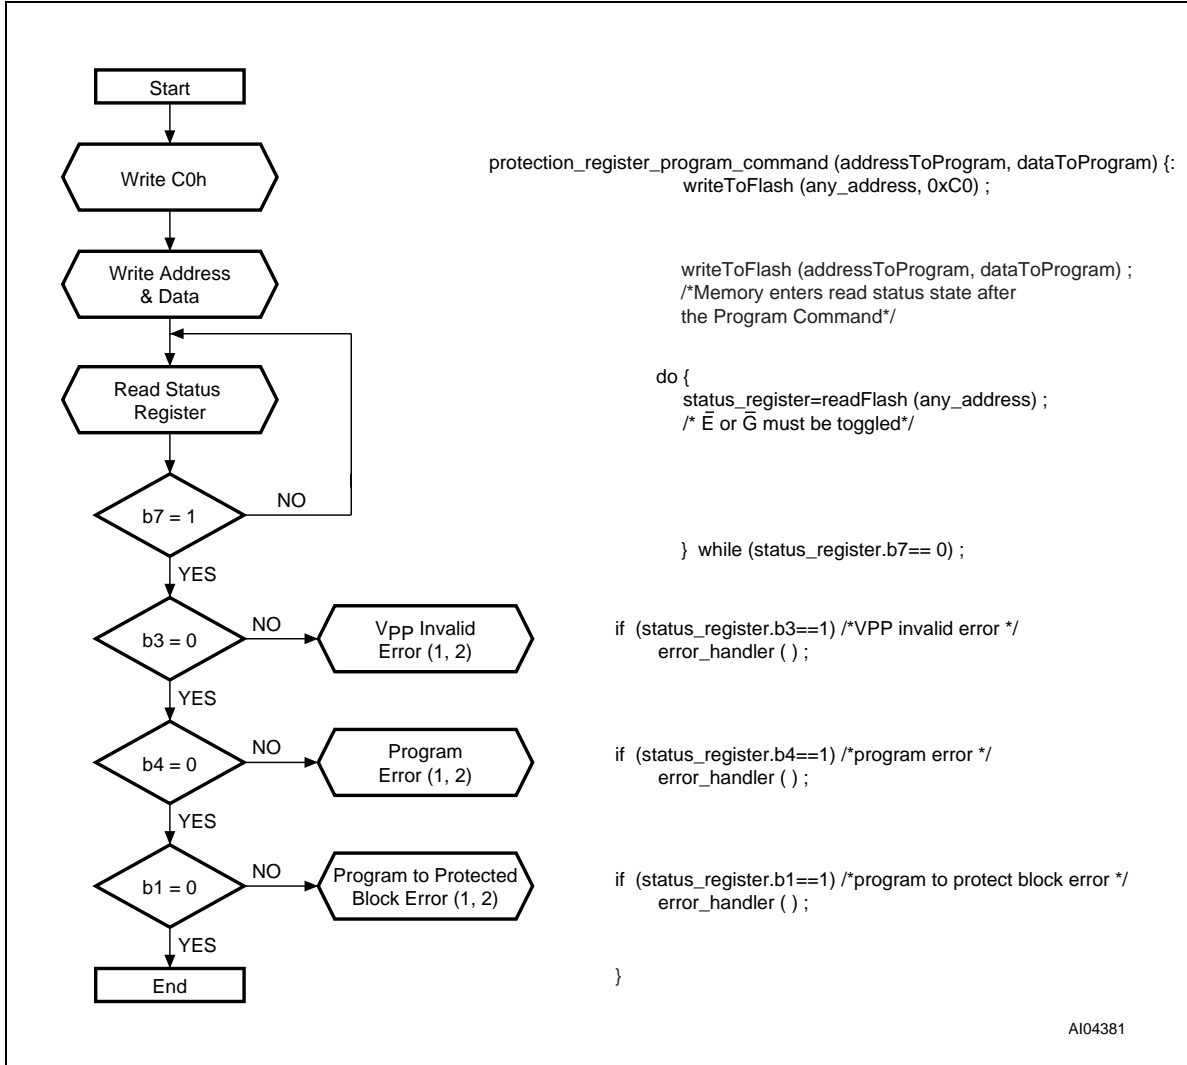 Start
Write C0h
protection_register_program_command (addressToProgram, dataToProgram) {:
writeToFlash (any_address, 0xC0) ;
Write Address
& Data
writeToFlash (addressToProgram, dataToProgram) ;
/*Memory enters read status state after
the Program Command*/
Read Status
Register
do {
status_register=readFlash (any_address) ;
/* E̅ or G̅ must be toggled*/
b7 = 1
NO
} while (status_register.b7== 0) ;
YES
b3 = 0
NO
VPP Invalid
Error (1, 2)
if (status_register.b3==1) /*VPP invalid error */
error_handler ( ) ;
YES
b4 = 0
NO
Program
Error (1, 2)
if (status_register.b4==1) /*program error */
error_handler ( ) ;
YES
b1 = 0
NO
Program to Protected
Block Error (1, 2)
if (status_register.b1==1) /*program to protect block error */
error_handler ( ) ;
YES
End
}
AI04381